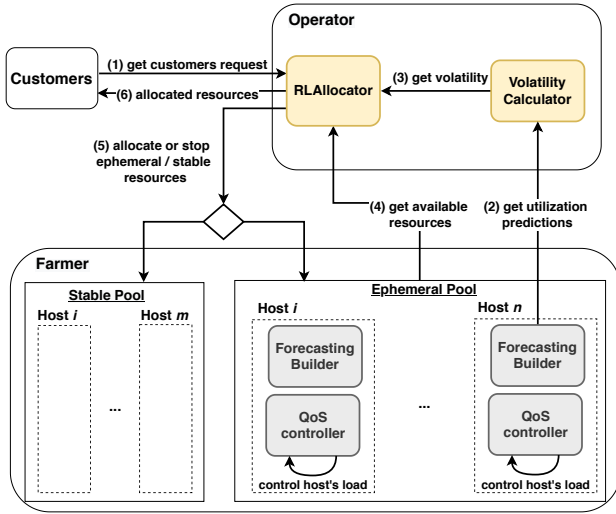 Operator
Customers
(1) get customers request
(6) allocated resources
RLAllocator
(3) get volatility
Volatility
Calculator
(5) allocate or stop
ephemeral / stable
resources
(4) get available
resources
(2) get utilization
predictions
Farmer
Stable Pool
Host i
Host m
...
Ephemeral Pool
Host i
Forecasting
Builder
QoS
controller
control host's load
...
Host n
Forecasting
Builder
QoS
controller
control host's load